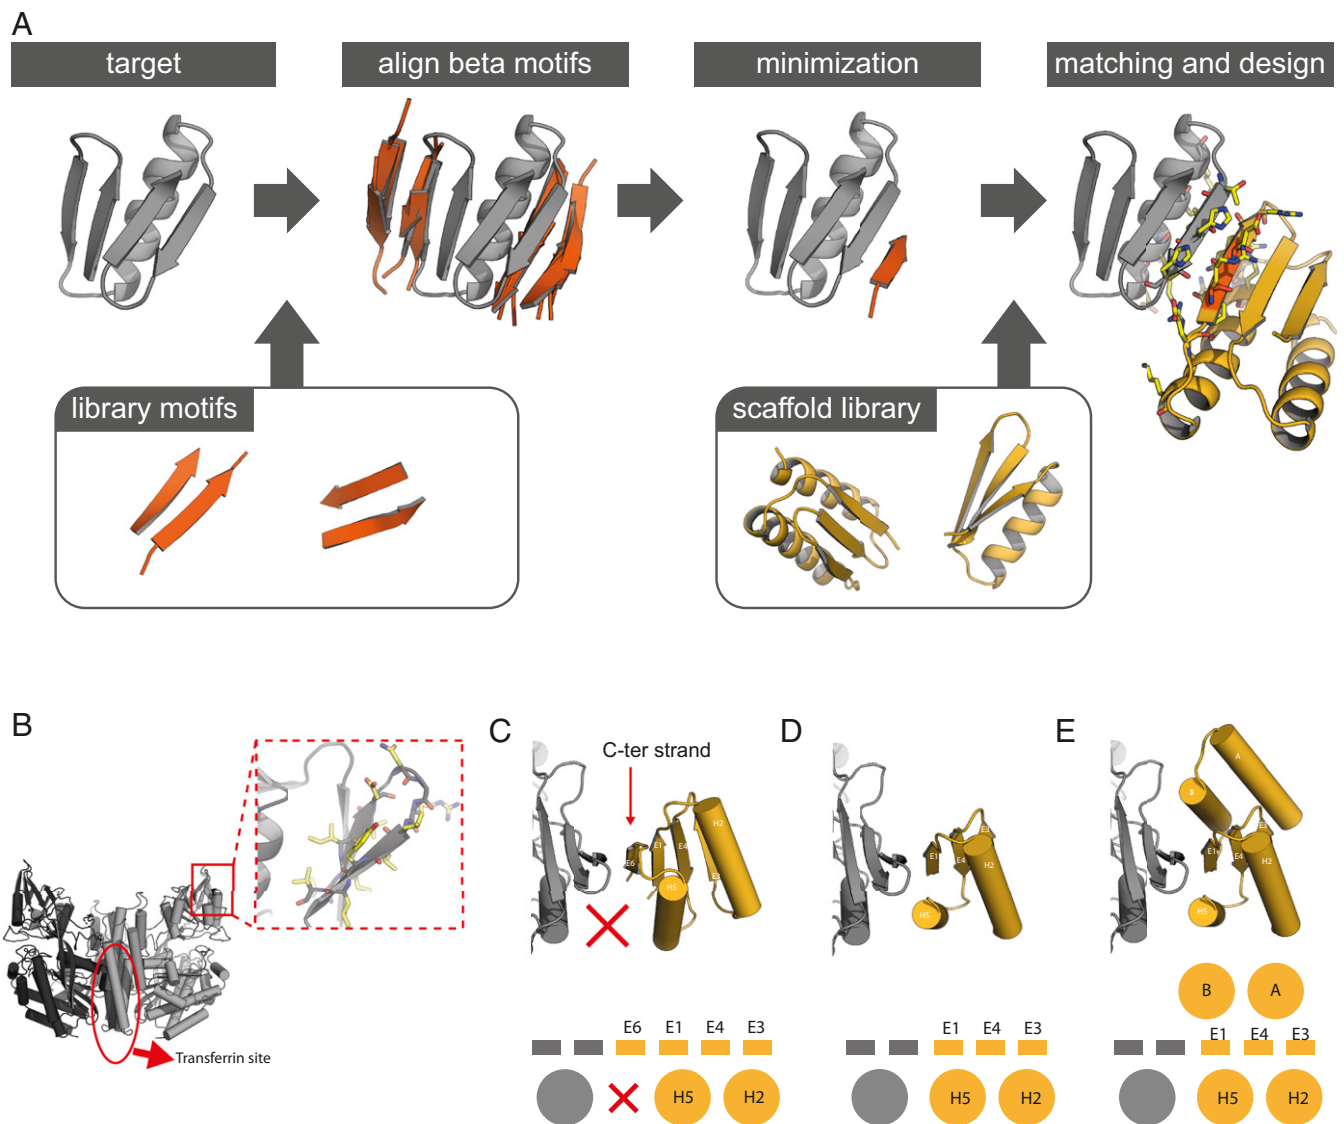 A
target
align beta motifs
minimization
matching and design
library motifs
scaffold library
B
Transferrin site
C
C-ter strand
E6
E1
E4
E3
H2
H5
E6 E1 E4 E3
H5 H2
D
E1
E4
E3
H2
H5
E1 E4 E3
H5 H2
E
A
B
E1
E4
E3
H2
H5
B A
E1 E4 E3
H5 H2